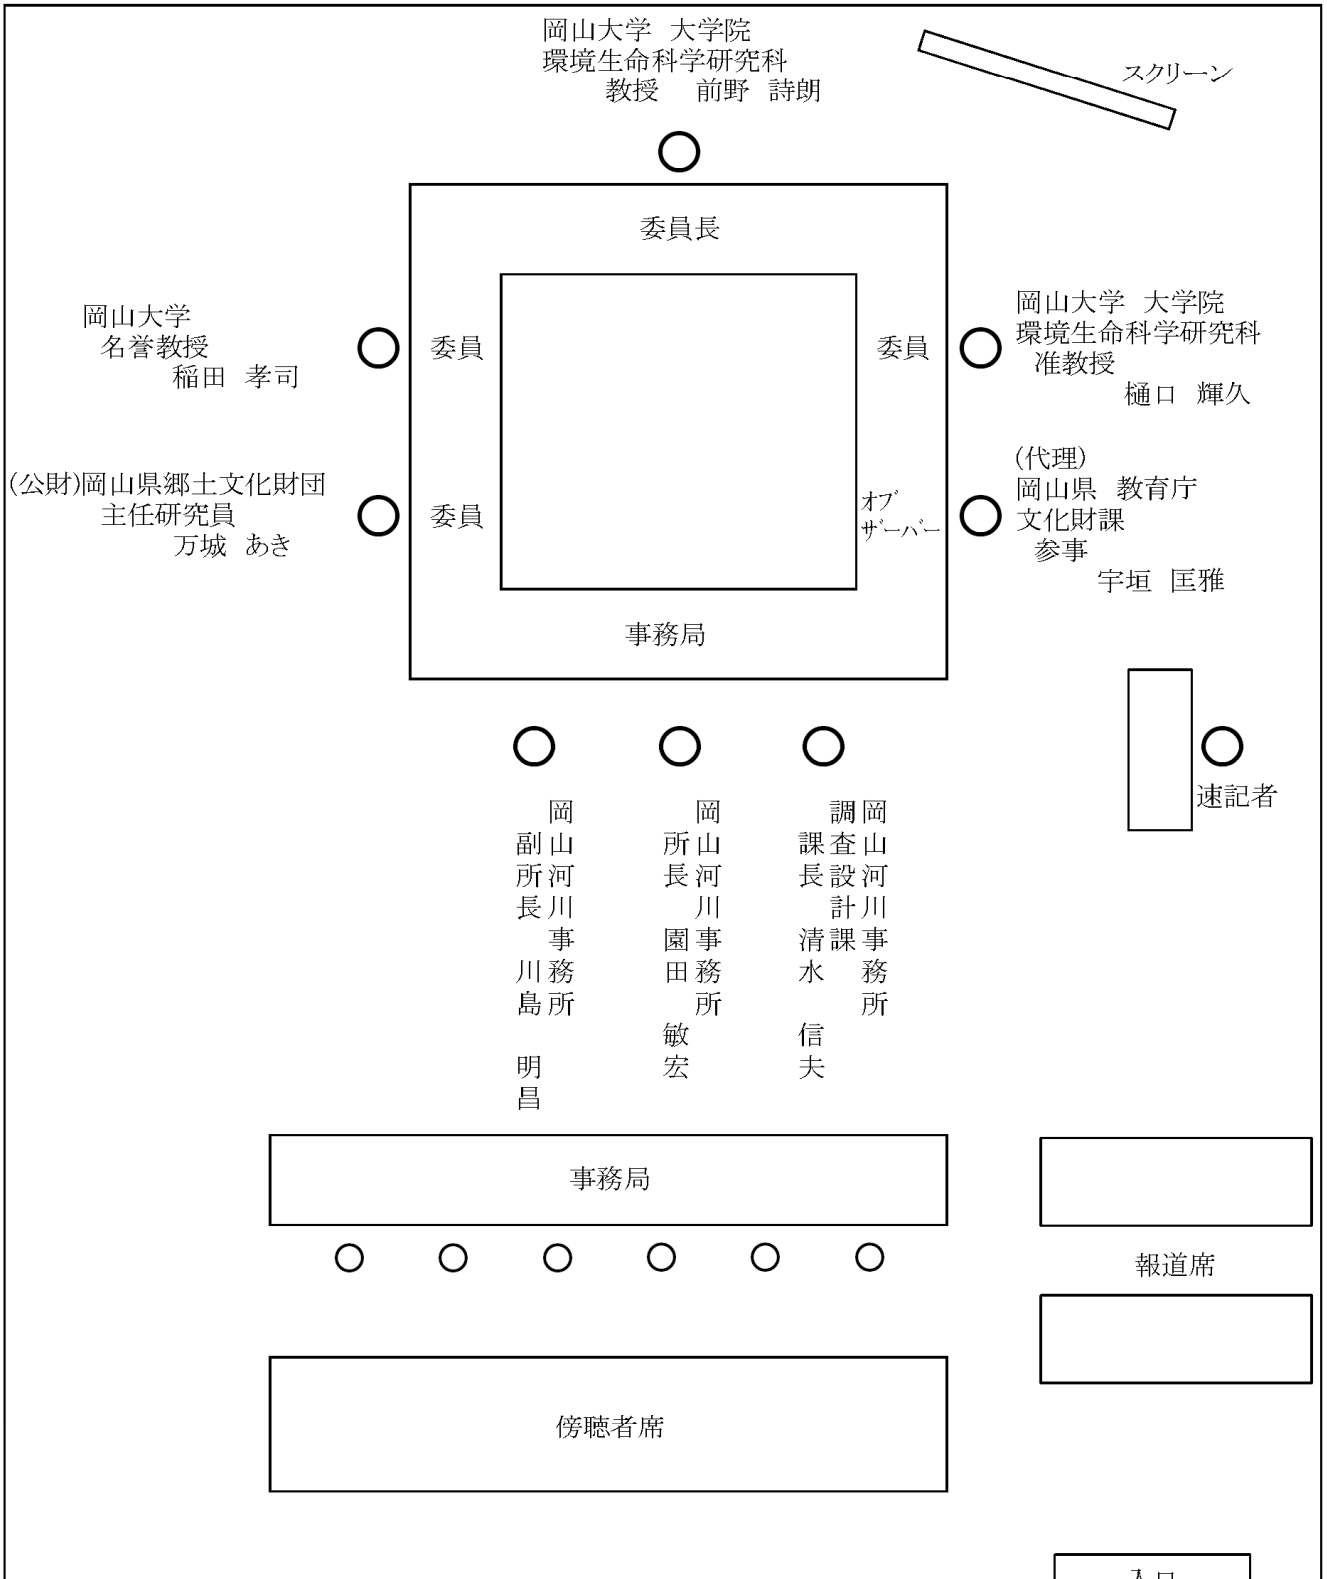 岡山大学 大学院
環境生命科学研究科
教授 前野 詩朗
スクリーン
委員長
岡山大学
名誉教授
稲田 孝司
委員
委員
岡山大学 大学院
環境生命科学研究科
准教授
樋口 輝久
(公財)岡山県郷土文化財団
主任研究員
万城 あき
委員
オブ
ザーバー
(代理)
岡山県 教育庁
文化財課
参事
宇垣 匡雅
事務局
速記者
岡山河川事務所
副所長 川島 明昌
岡山河川事務所
所長 園田 敏宏
岡山河川事務所
調査設計課
課長 清水 信夫
事務局
報道席
傍聴者席
入口